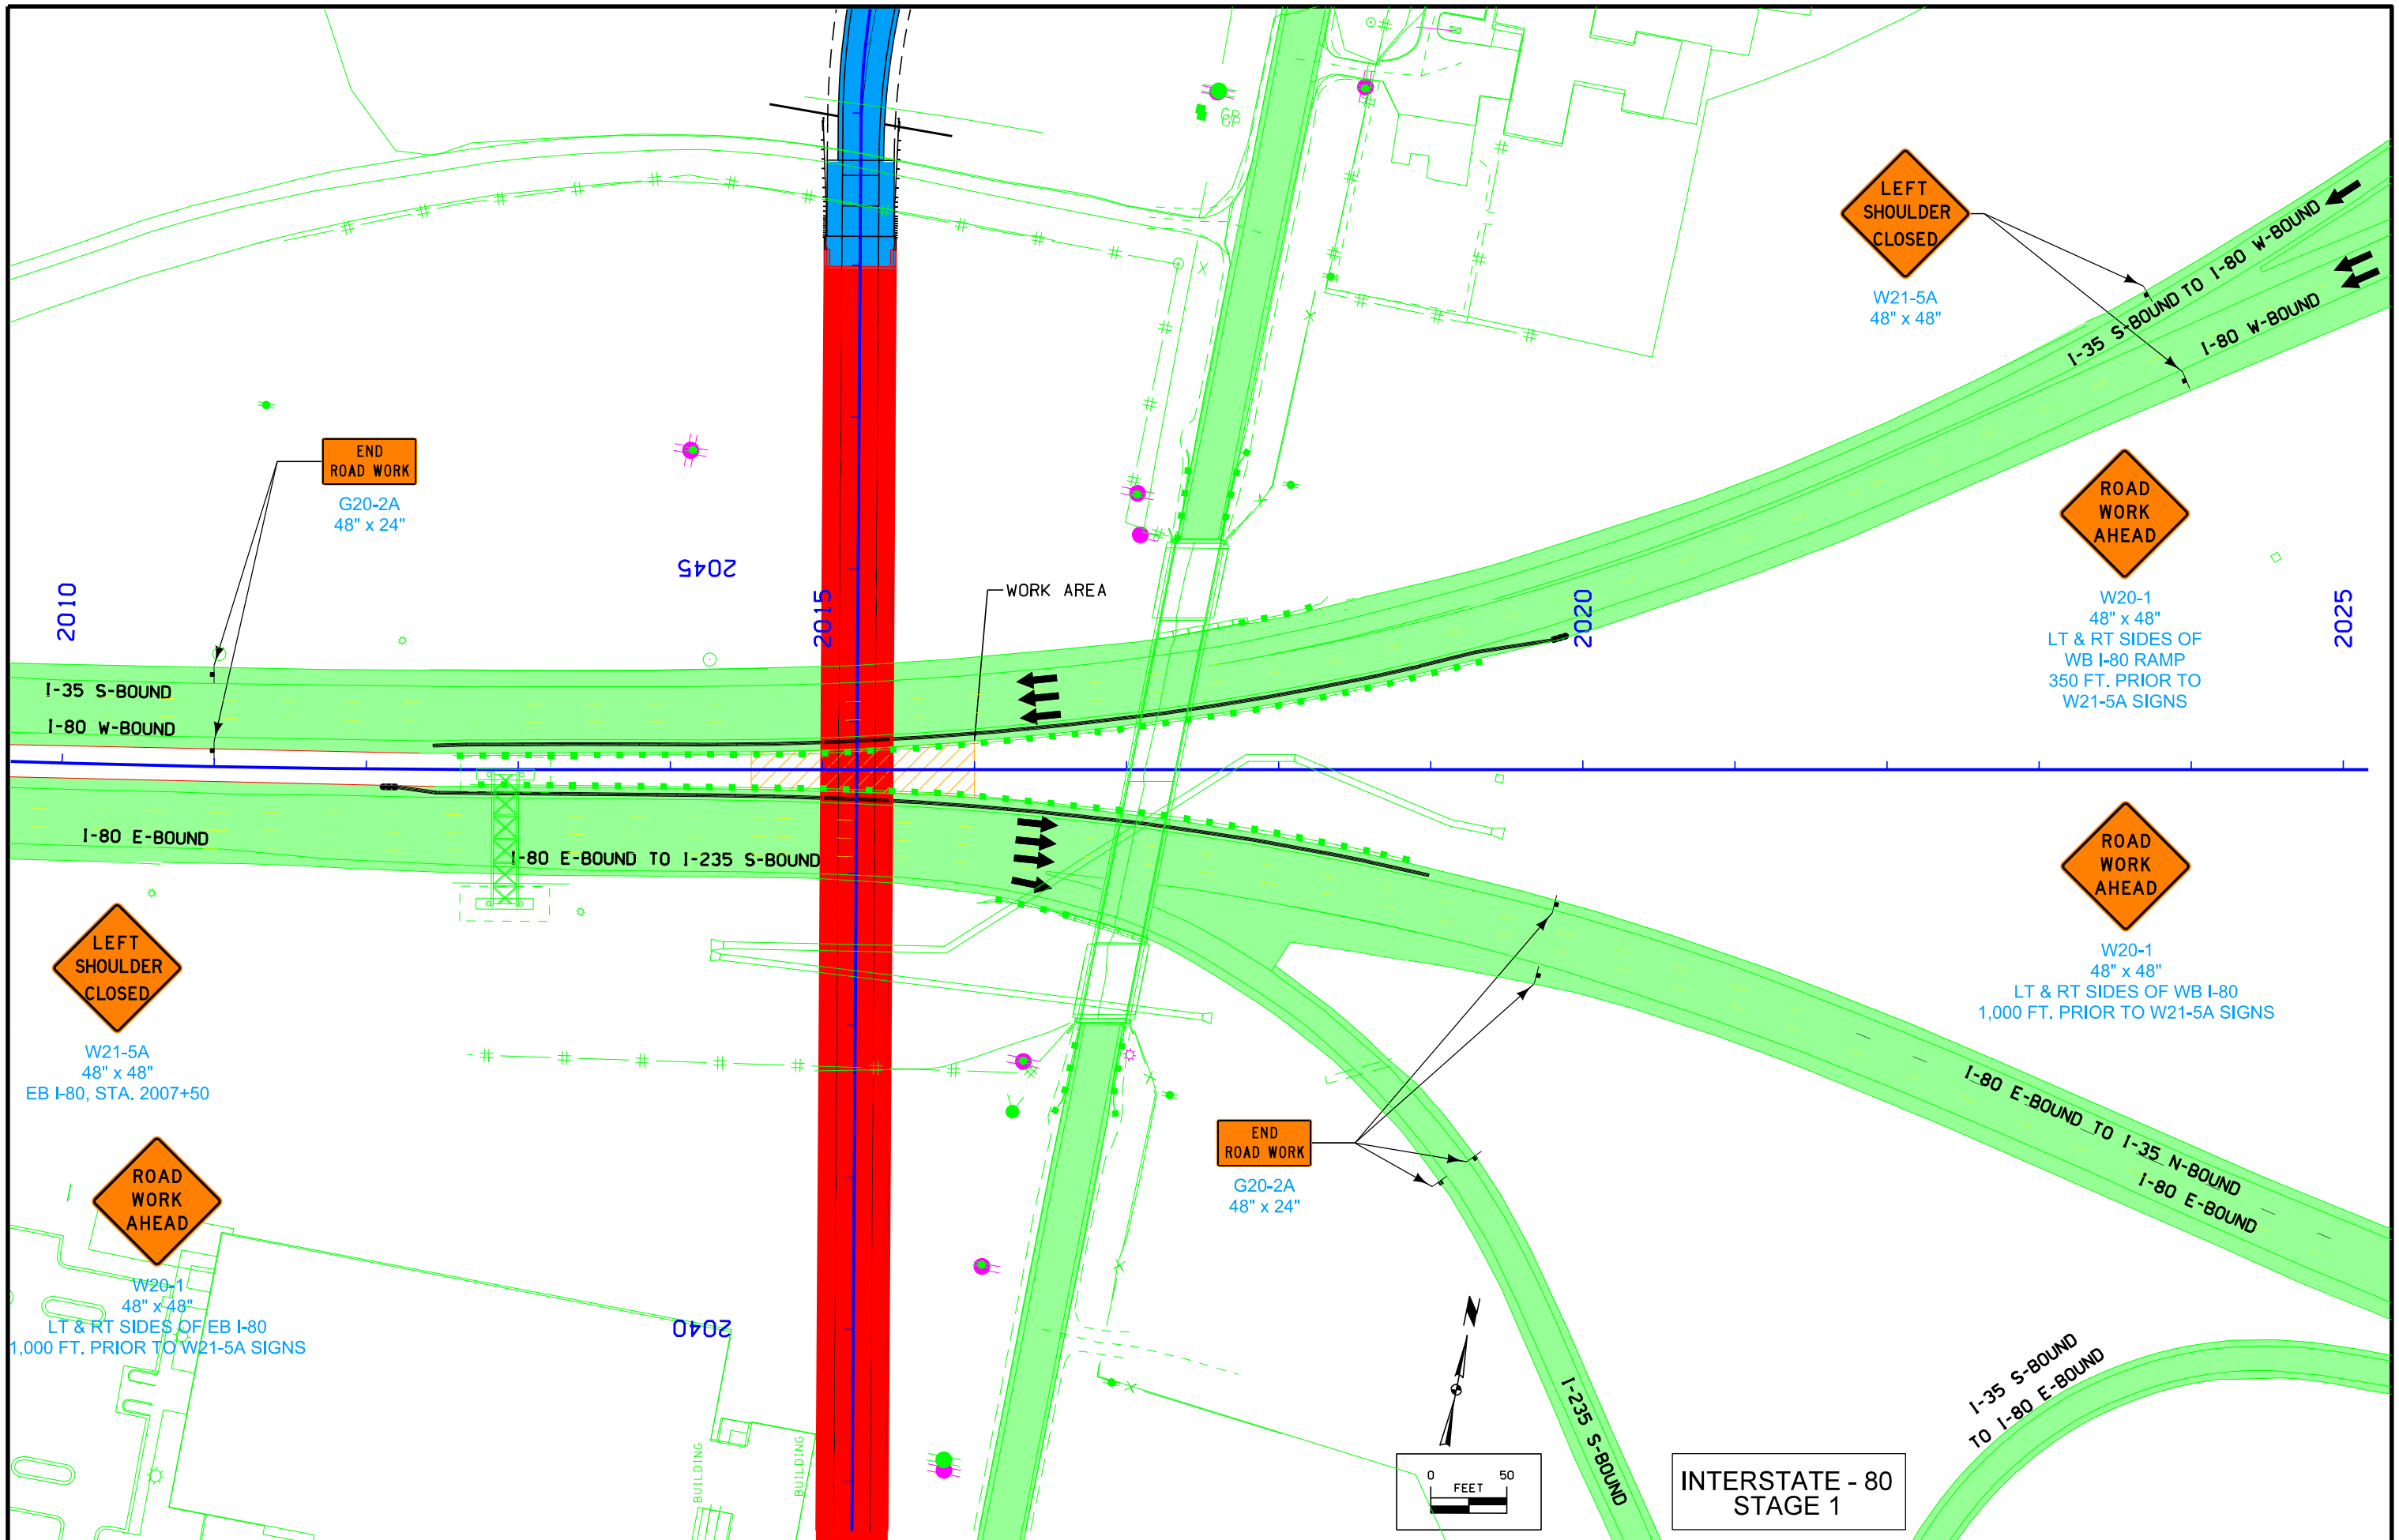 GB
GP
LEFT
SHOULDER
CLOSED
W21-5A
48" x 48"
I-35 S-BOUND TO I-80 W-BOUND
I-80 W-BOUND
END
ROAD WORK
G20-2A
48" x 24"
ROAD
WORK
AHEAD
W20-1
48" x 48"
LT & RT SIDES OF
WB I-80 RAMP
350 FT. PRIOR TO
W21-5A SIGNS
2045
WORK AREA
2010
2015
2020
2025
I-35 S-BOUND
I-80 W-BOUND
I-80 E-BOUND
I-80 E-BOUND TO I-235 S-BOUND
ROAD
WORK
AHEAD
W20-1
48" x 48"
LT & RT SIDES OF WB I-80
1,000 FT. PRIOR TO W21-5A SIGNS
LEFT
SHOULDER
CLOSED
W21-5A
48" x 48"
EB I-80, STA. 2007+50
ROAD
WORK
AHEAD
W20-1
48" x 48"
LT & RT SIDES OF EB I-80
1,000 FT. PRIOR TO W21-5A SIGNS
END
ROAD WORK
G20-2A
48" x 24"
I-80 E-BOUND TO I-35 N-BOUND
I-80 E-BOUND
2040
N
BUILDING
BUILDING
I-235 S-BOUND
I-35 S-BOUND
TO I-80 E-BOUND
0 50
FEET
INTERSTATE - 80
STAGE 1